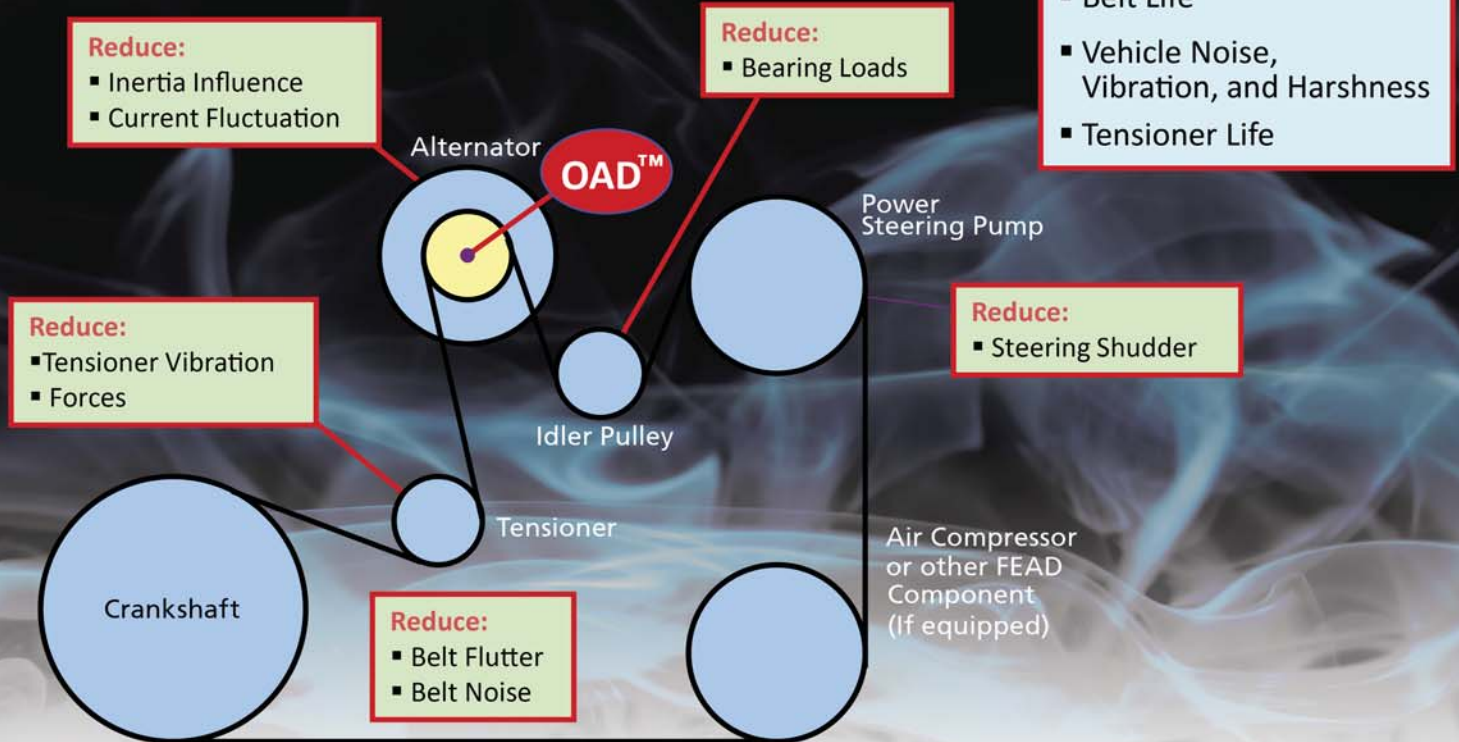 Reduce:
▪ Inertia Influence
▪ Current Fluctuation
Reduce:
▪ Bearing Loads
▪ Belt Life
▪ Vehicle Noise,
Vibration, and Harshness
▪ Tensioner Life
Alternator
OAD™
Power
Steering Pump
Reduce:
▪Tensioner Vibration
▪ Forces
Reduce:
▪ Steering Shudder
Idler Pulley
Tensioner
Air Compressor
or other FEAD
Component
(If equipped)
Crankshaft
Reduce:
▪ Belt Flutter
▪ Belt Noise